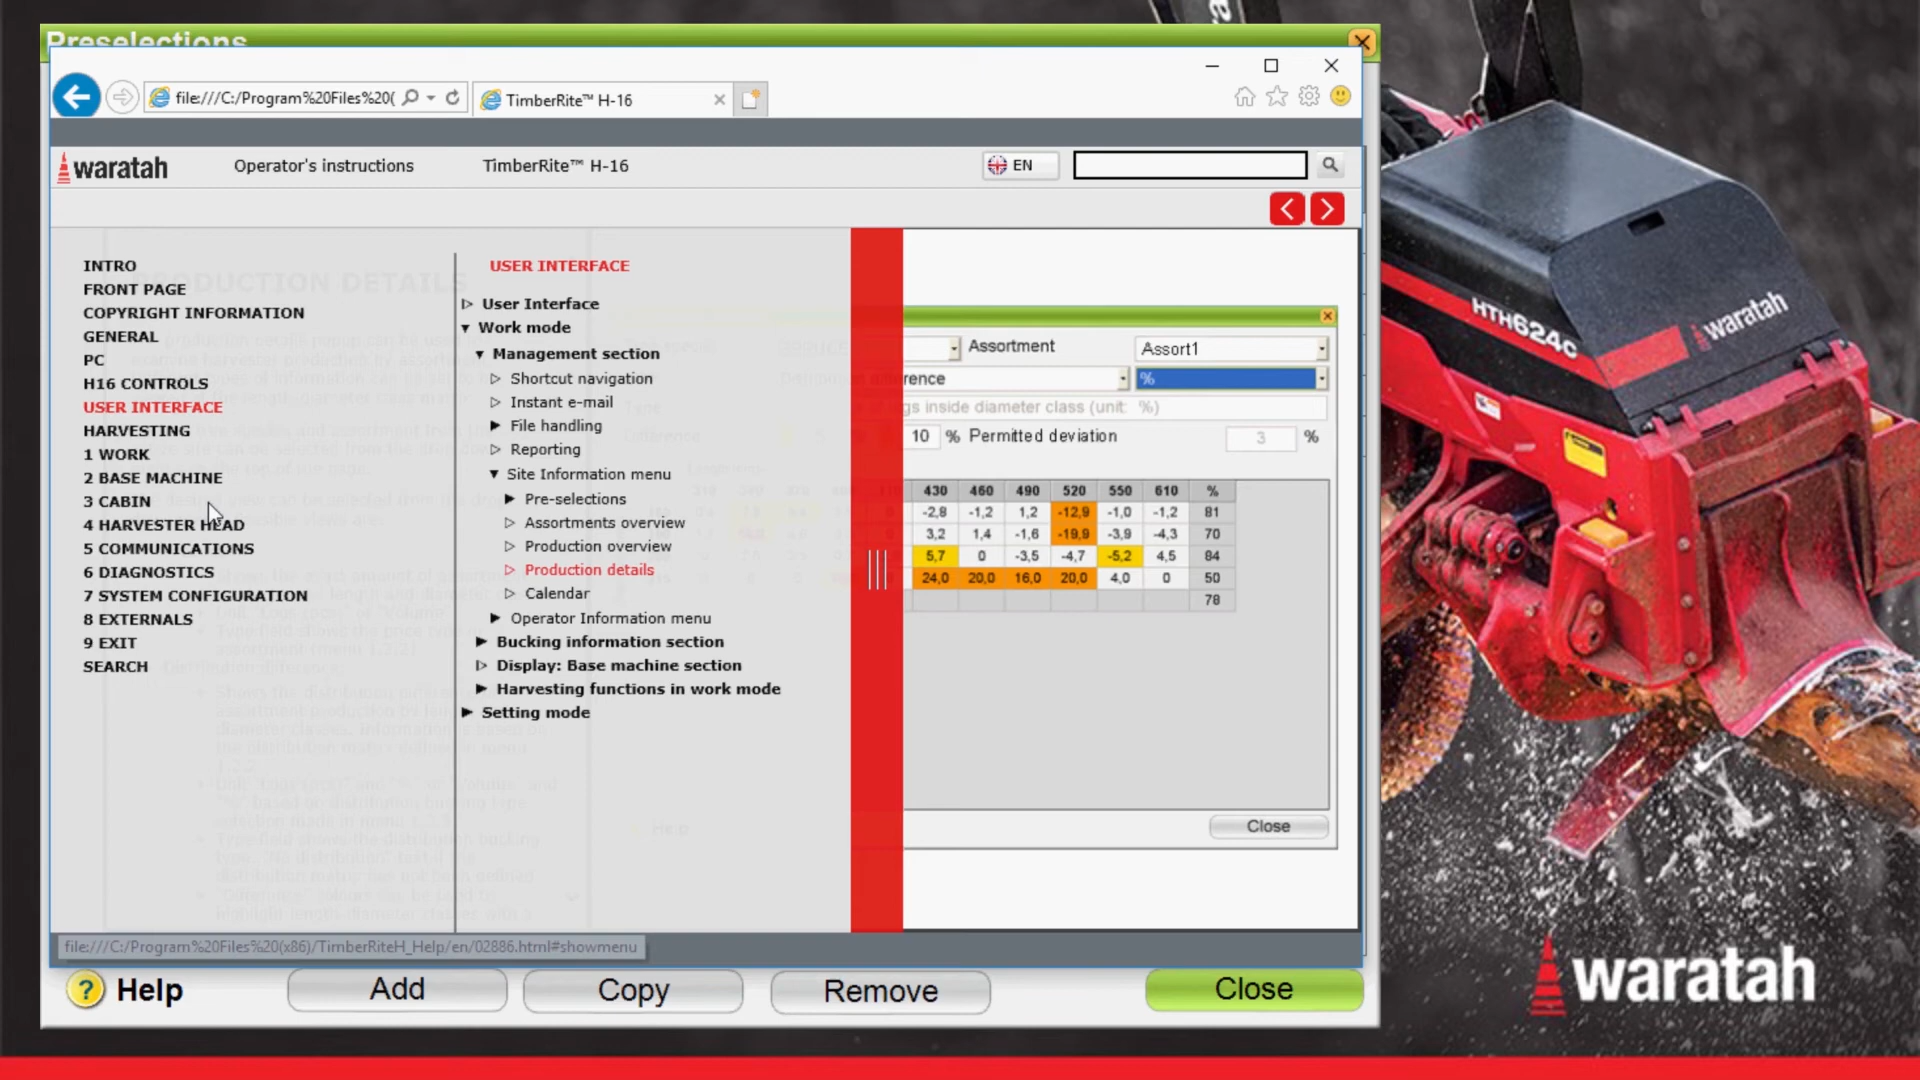 Preselections
file:///C:/Program%20Files%20(
TimberRite™ H-16
waratah
Operator's instructions
TimberRite™ H-16
EN
INTRO
FRONT PAGE
COPYRIGHT INFORMATION
GENERAL
PC
H16 CONTROLS
USER INTERFACE
HARVESTING
1 WORK
2 BASE MACHINE
3 CABIN
4 HARVESTER HEAD
5 COMMUNICATIONS
6 DIAGNOSTICS
7 SYSTEM CONFIGURATION
8 EXTERNALS
9 EXIT
SEARCH
PRODUCTION DETAILS
USER INTERFACE
User Interface
Work mode
Management section
Shortcut navigation
Instant e-mail
File handling
Reporting
Site Information menu
Pre-selections
Assortments overview
Production overview
Production details
Calendar
Operator Information menu
Bucking information section
Display: Base machine section
Harvesting functions in work mode
Setting mode
Assortment Assort1
erence %
gs inside diameter class (unit: %)
10 % Permitted deviation 3 %
430 460 490 520 550 610 %
-2,8 -1,2 1,2 -12,9 -1,0 -1,2 81
3,2 1,4 -1,6 -19,9 -3,9 -4,3 70
5,7 0 -3,5 -4,7 -5,2 4,5 84
24,0 20,0 16,0 20,0 4,0 0 50
78
Help
Close
file:///C:/Program%20Files%20(x86)/TimberRiteH_Help/en/02886.html#showmenu
? Help
Add
Copy
Remove
Close
HTH624C
waratah
waratah